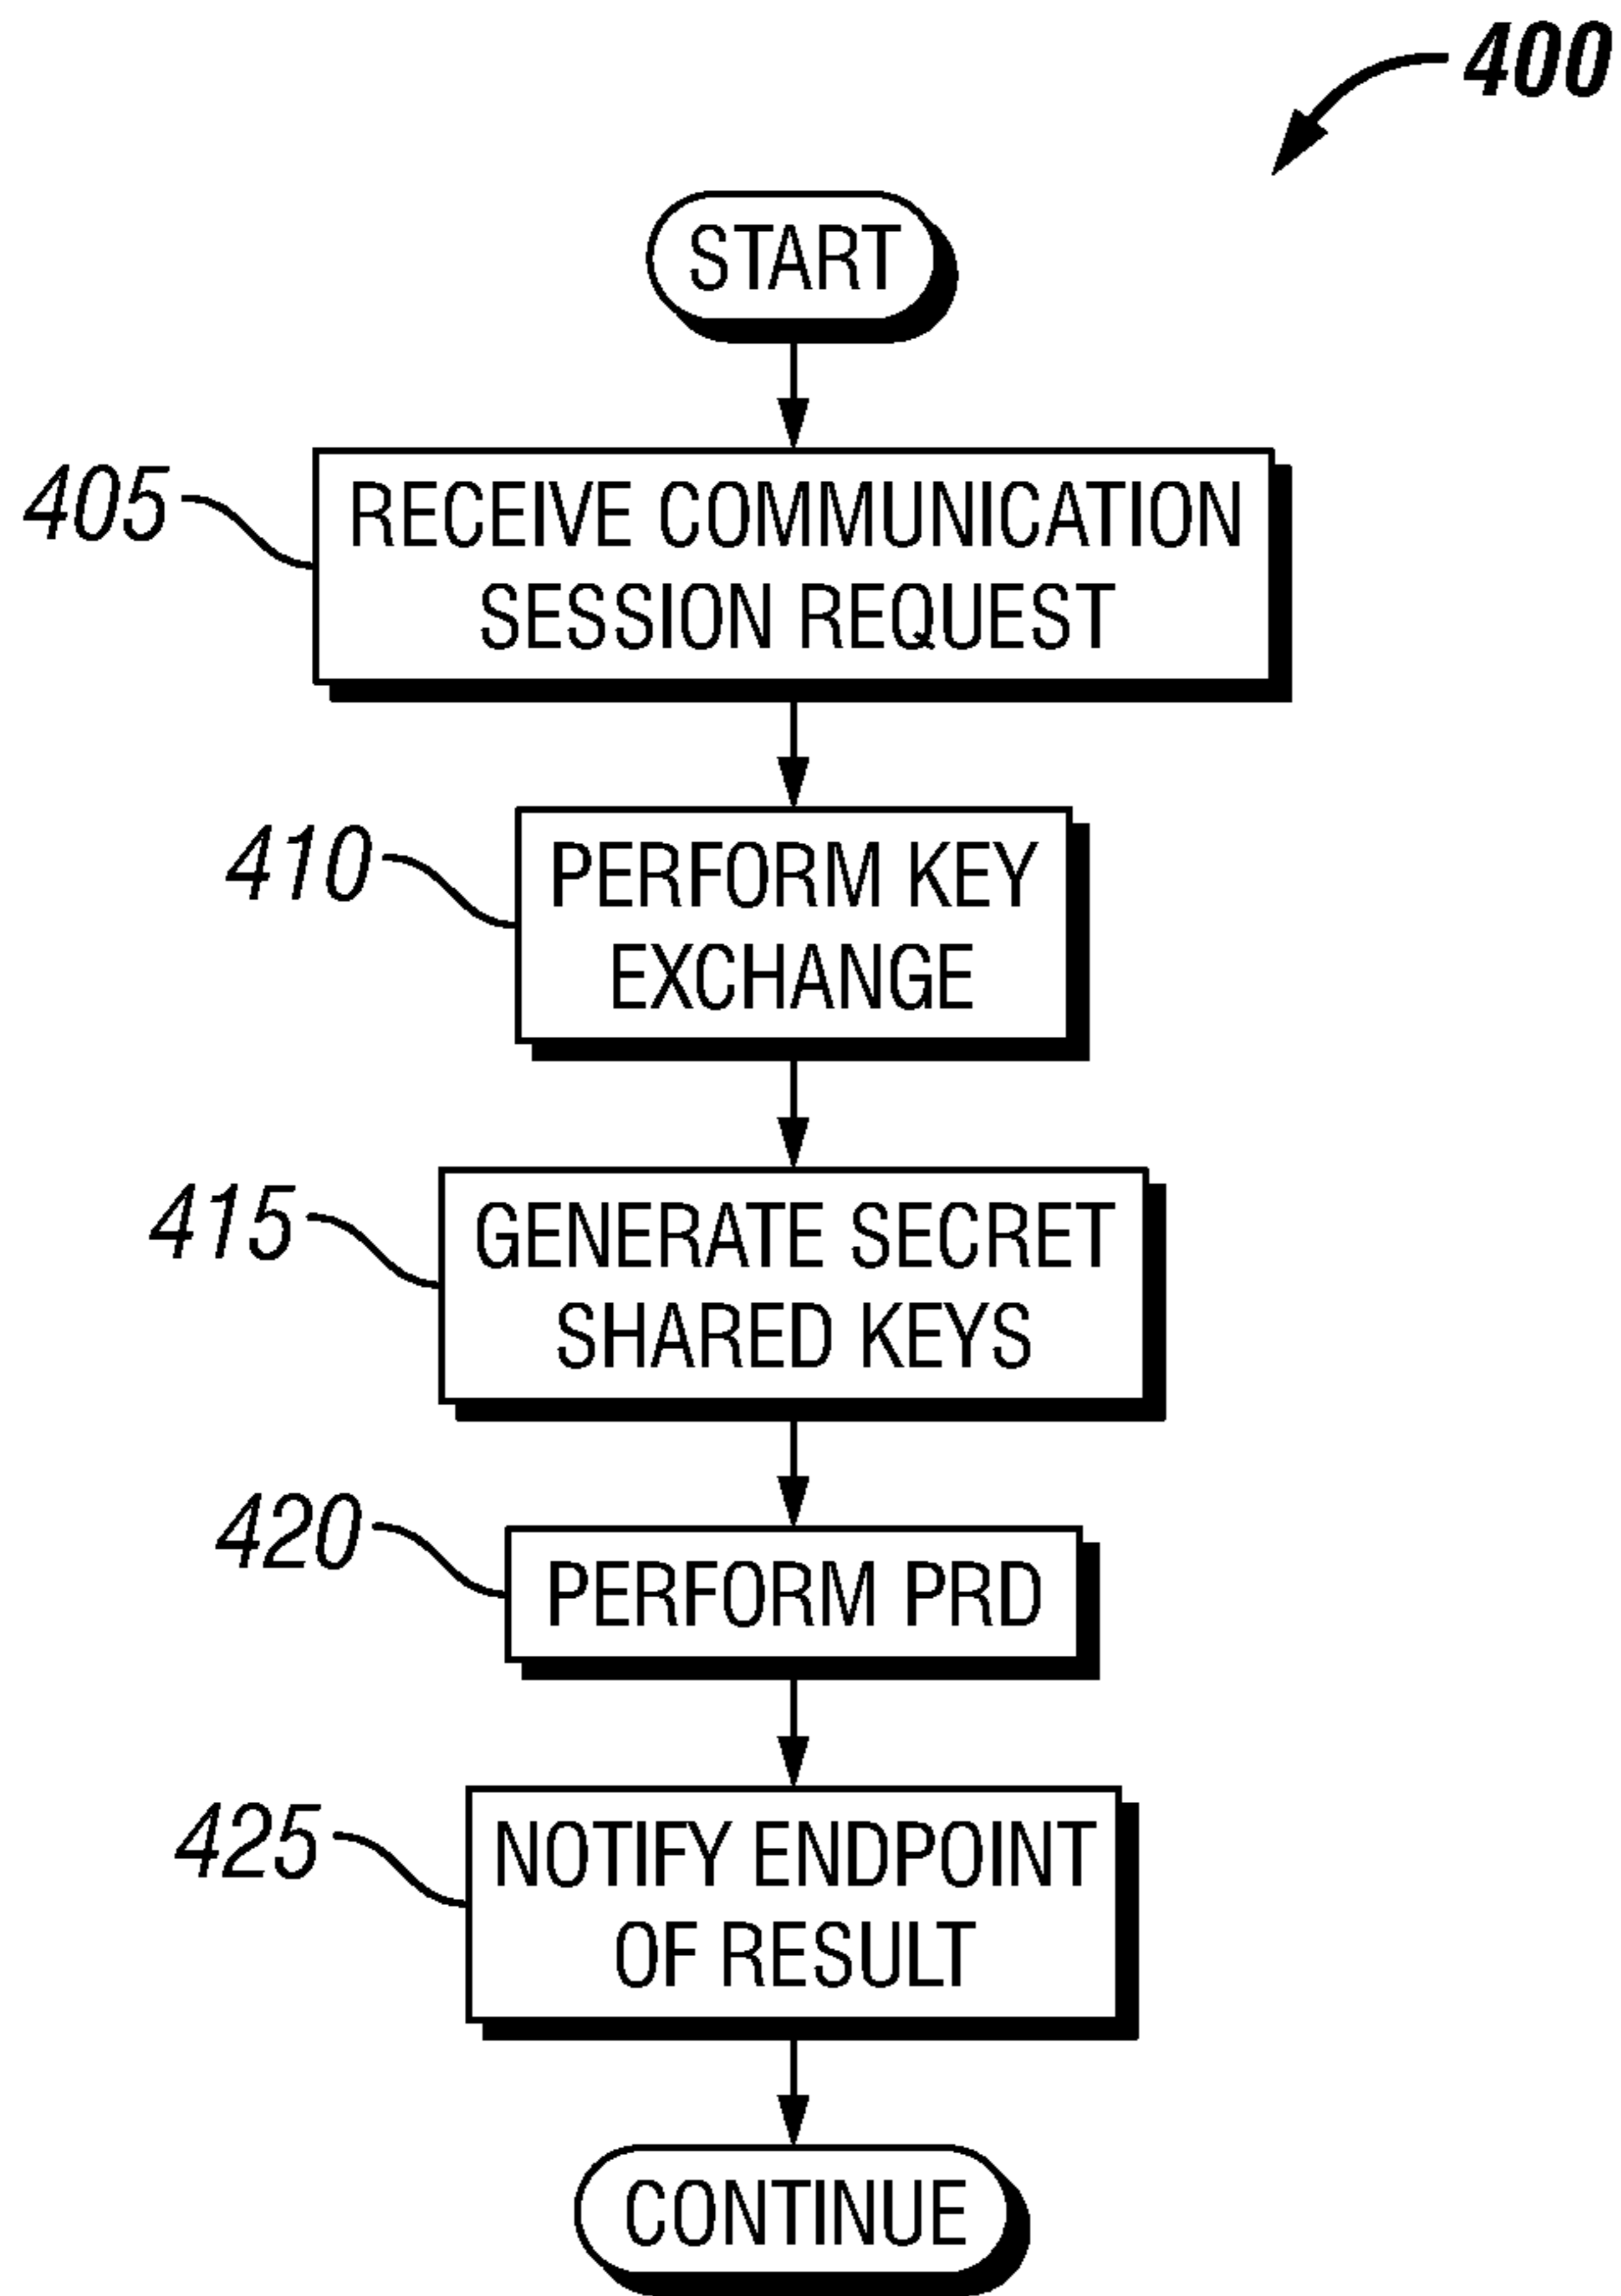 400
START
405
RECEIVE COMMUNICATION
SESSION REQUEST
410
PERFORM KEY
EXCHANGE
415
GENERATE SECRET
SHARED KEYS
420
PERFORM PRD
425
NOTIFY ENDPOINT
OF RESULT
CONTINUE